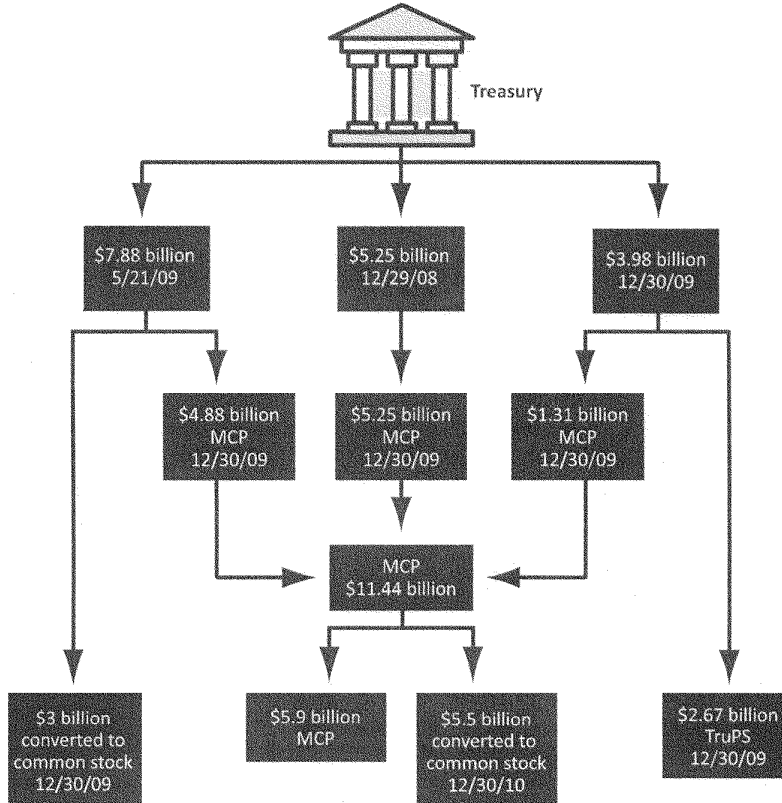 Treasury
$7.88 billion
5/21/09
$5.25 billion
12/29/08
$3.98 billion
12/30/09
$4.88 billion
MCP
12/30/09
$5.25 billion
MCP
12/30/09
$1.31 billion
MCP
12/30/09
MCP
$11.44 billion
$3 billion
converted to
common stock
12/30/09
$5.9 billion
MCP
$5.5 billion
converted to
common stock
12/30/10
$2.67 billion
TruPS
12/30/09